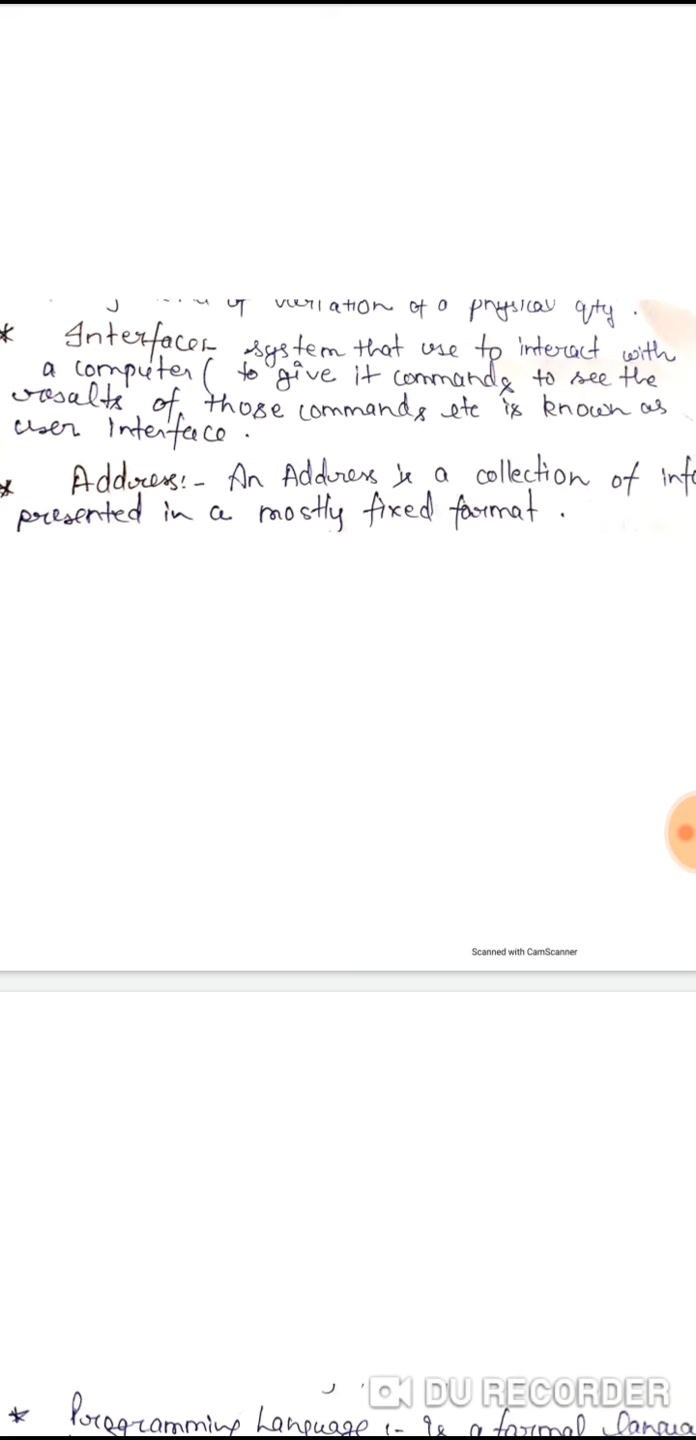 of variation of a physical qty.
* Interface:- system that use to interact with
a computer ( to give it commands to see the
results of those commands etc is known as
user Interface.
* Address:- An Address is a collection of info
presented in a mostly fixed format.
Scanned with CamScanner
DU RECORDER
* Programming Language :- is a formal langua